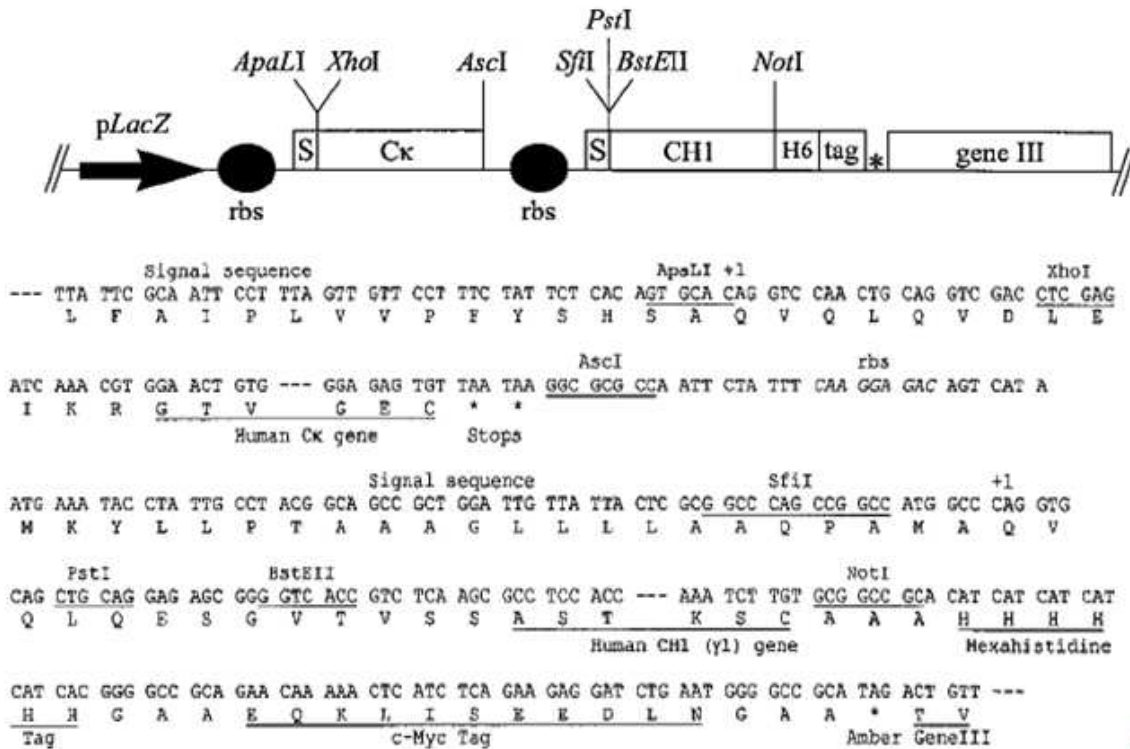 PstI
ApaLI XhoI AscI SfiI BstEII NotI
pLacZ
S Cκ S CH1 H6 tag * gene III
rbs rbs
Signal sequence ApaLI +1 XhoI
--- TTA TTC GCA ATT CCT TTA GTT GTT CCT TTC TAT TCT CAC AGT GCA CAG GTC CAA CTG CAG GTC GAC CTC GAG
L F A I P L V V P F Y S H S A Q V Q L Q V D L E
AscI rbs
ATC AAA CGT GGA ACT GTG --- GGA GAG TGT TAA TAA GGC GCG CCA ATT CTA TTT CAA GGA GAC AGT CAT A
I K R G T V G E C * *
Human Cκ gene Stops
Signal sequence SfiI +1
ATG AAA TAC CTA TTG CCT ACG GCA GCC GCT GGA TTG TTA TTA CTC GCG GCC CAG CCG GCC ATG GCC CAG GTG
M K Y L L P T A A A G L L L L A A Q P A M A Q V
PstI BstEII NotI
CAG CTG CAG GAG AGC GGG GTC ACC GTC TCA AGC GCC TCC ACC --- AAA TCT TGT GCG GCC GCA CAT CAT CAT CAT
Q L Q E S G V T V S S A S T K S C A A A H H H H
Human CH1 (γ1) gene Hexahistidine
CAT CAC GGG GCC GCA GAA CAA AAA CTC ATC TCA GAA GAG GAT CTG AAT GGG GCC GCA TAG ACT GTT ---
H H G A A E Q K L I S E E D L N G A A * T V
Tag c-Myc Tag Amber GeneIII